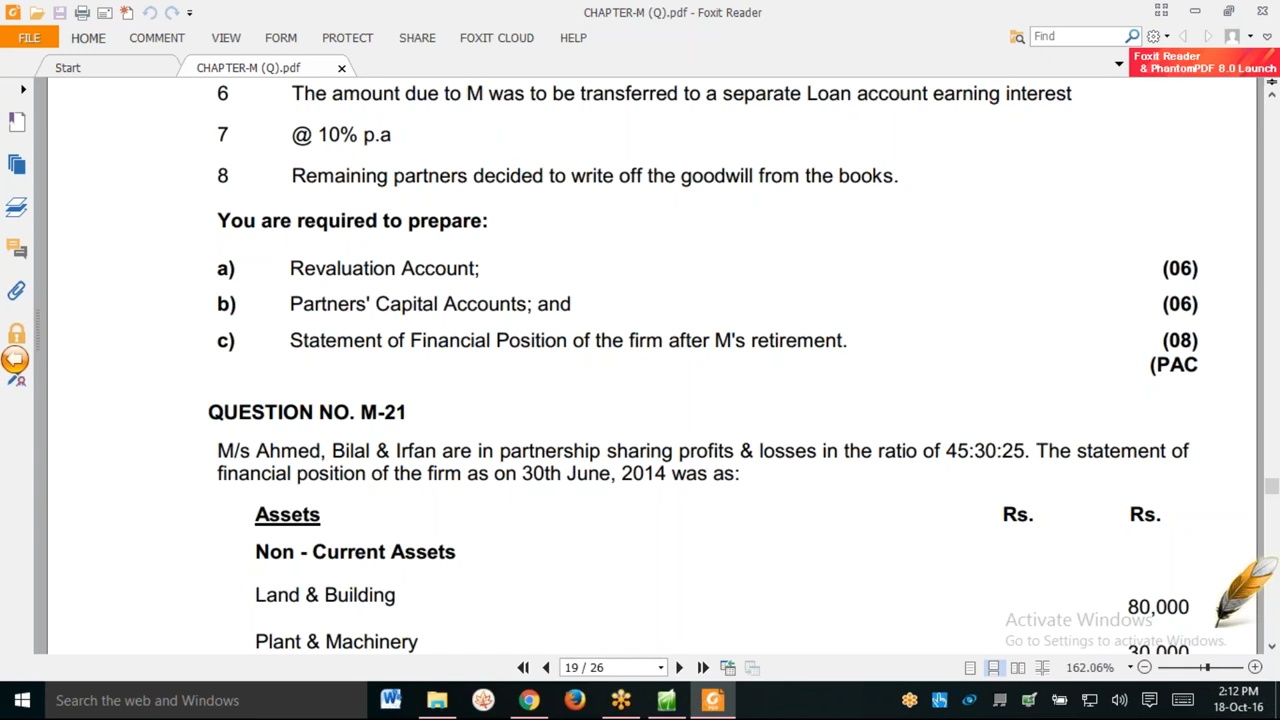 CHAPTER-M (Q).pdf - Foxit Reader
FILE HOME COMMENT VIEW FORM PROTECT SHARE FOXIT CLOUD HELP Find
Start CHAPTER-M (Q).pdf x
Foxit Reader
& PhantomPDF 8.0 Launch
6 The amount due to M was to be transferred to a separate Loan account earning interest
7 @ 10% p.a
8 Remaining partners decided to write off the goodwill from the books.
You are required to prepare:
a) Revaluation Account; (06)
b) Partners' Capital Accounts; and (06)
c) Statement of Financial Position of the firm after M's retirement. (08)
(PAC
QUESTION NO. M-21
M/s Ahmed, Bilal & Irfan are in partnership sharing profits & losses in the ratio of 45:30:25. The statement of
financial position of the firm as on 30th June, 2014 was as:
Assets Rs. Rs.
Non - Current Assets
Land & Building
80,000
Plant & Machinery
30,000
Activate Windows
Go to Settings to activate Windows.
19 / 26 162.06%
Search the web and Windows
2:12 PM
18-Oct-16